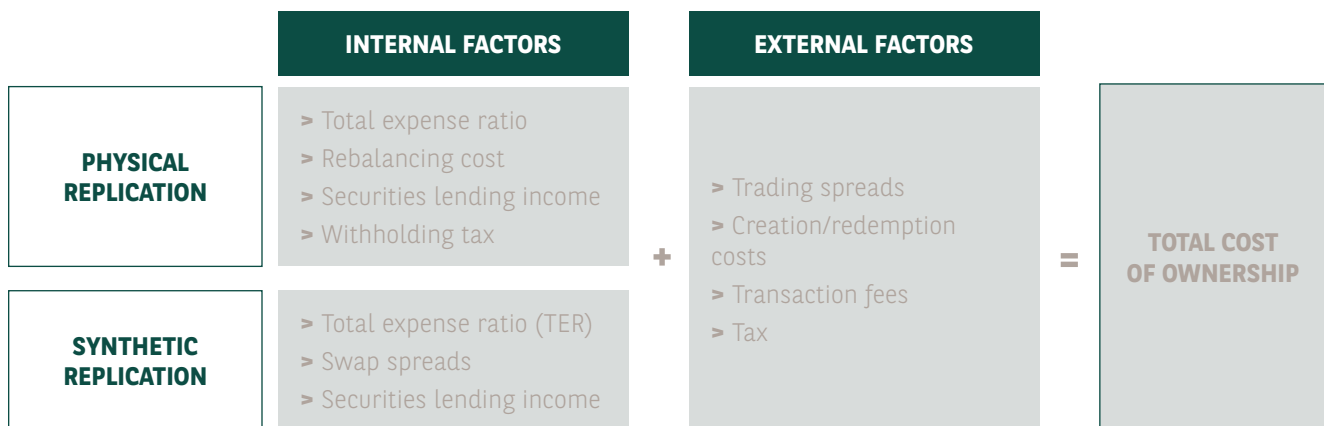 INTERNAL FACTORS
EXTERNAL FACTORS
PHYSICAL
REPLICATION
> Total expense ratio
> Rebalancing cost
> Securities lending income
> Withholding tax
SYNTHETIC
REPLICATION
> Total expense ratio (TER)
> Swap spreads
> Securities lending income
+
> Trading spreads
> Creation/redemption
costs
> Transaction fees
> Tax
=
TOTAL COST
OF OWNERSHIP